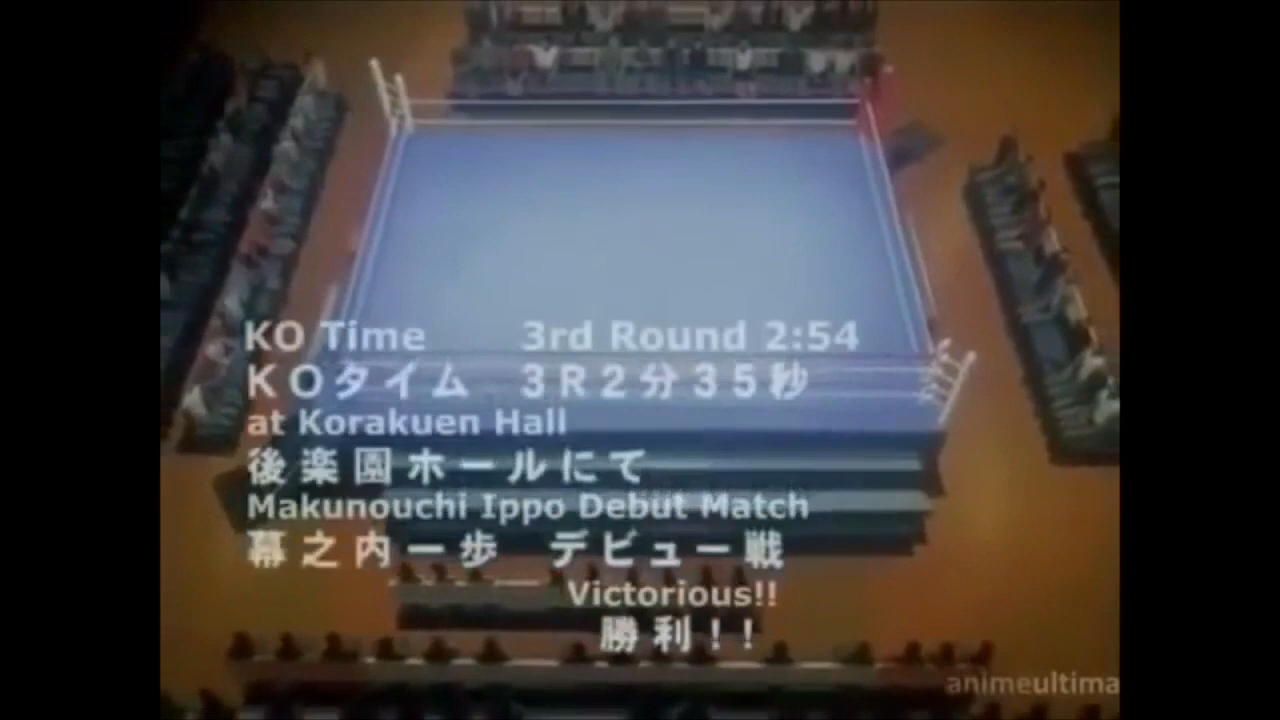 KO Time 3rd Round 2:54
KOタイム 3R2分35秒
at Korakuen Hall
後楽園ホールにて
Makunouchi Ippo Debut Match
幕之内一歩 デビュー戦
Victorious!!
勝利!!
animeultima